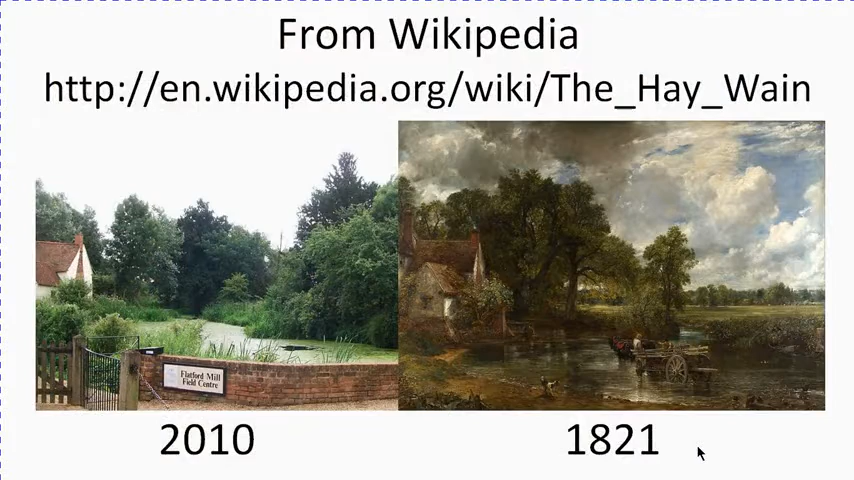 From Wikipedia
http://en.wikipedia.org/wiki/The_Hay_Wain
Flatford Mill
Field Centre
2010
1821